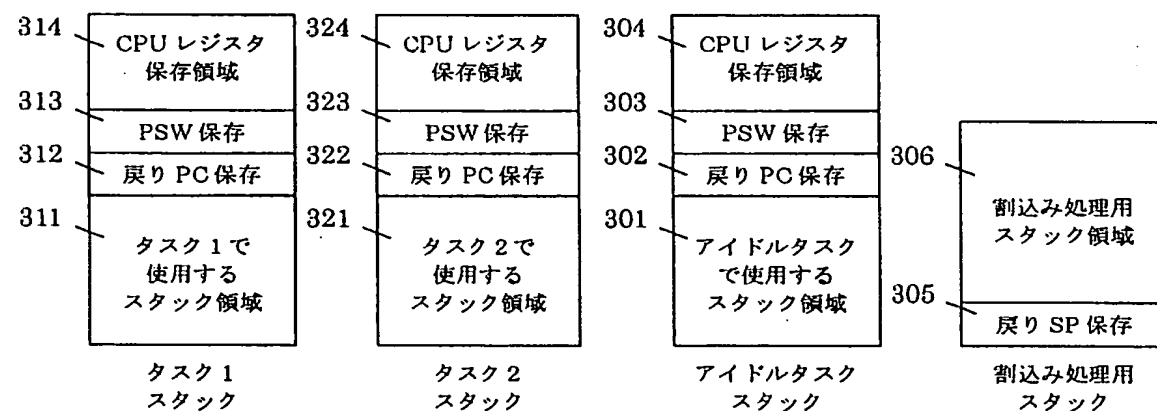 314
CPU レジスタ
保存領域
313
PSW 保存
312
戻り PC 保存
311
タスク 1 で
使用する
スタック領域
タスク 1
スタック
324
CPU レジスタ
保存領域
323
PSW 保存
322
戻り PC 保存
321
タスク 2 で
使用する
スタック領域
タスク 2
スタック
304
CPU レジスタ
保存領域
303
PSW 保存
302
戻り PC 保存
301
アイドルタスク
で使用する
スタック領域
アイドルタスク
スタック
306
割込み処理用
スタック領域
305
戻り SP 保存
割込み処理用
スタック